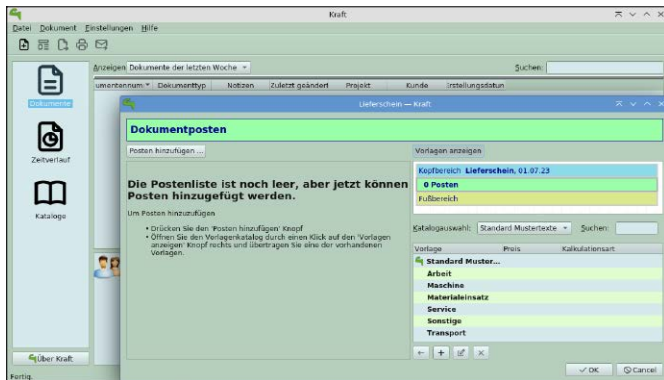 Kraft
Datei Dokument Einstellungen Hilfe
Anzeigen Dokumente der letzten Woche
Suchen:
umentennum Dokumenttyp Notizen Zuletzt geändert Projekt Kunde Erstellungsdatun
Dokumente
Zeitverlauf
Kataloge
Über Kraft
Fertig.
Lieferschein — Kraft
Dokumentposten
Posten hinzufügen ...
Die Postenliste ist noch leer, aber jetzt können
Posten hinzugefügt werden.
Um Posten hinzuzufügen
• Drücken Sie den 'Posten hinzufügen' Knopf
• Öffnen Sie den Verlagenkatalog durch einen Klick auf den 'Vorlagen
anzeigen' Knopf rechts und übertragen Sie eine der vorhandenen
Vorlagen.
Vorlagen anzeigen
Kopfbereich Lieferschein, 01.07.23
0 Posten
Fußbereich
Katalogauswahl: Standard Mustertexte Suchen:
Vorlage Preis Kalkulationsart
Standard Muster...
Arbeit
Maschine
Materialeinsatz
Service
Sonstige
Transport
OK Cancel